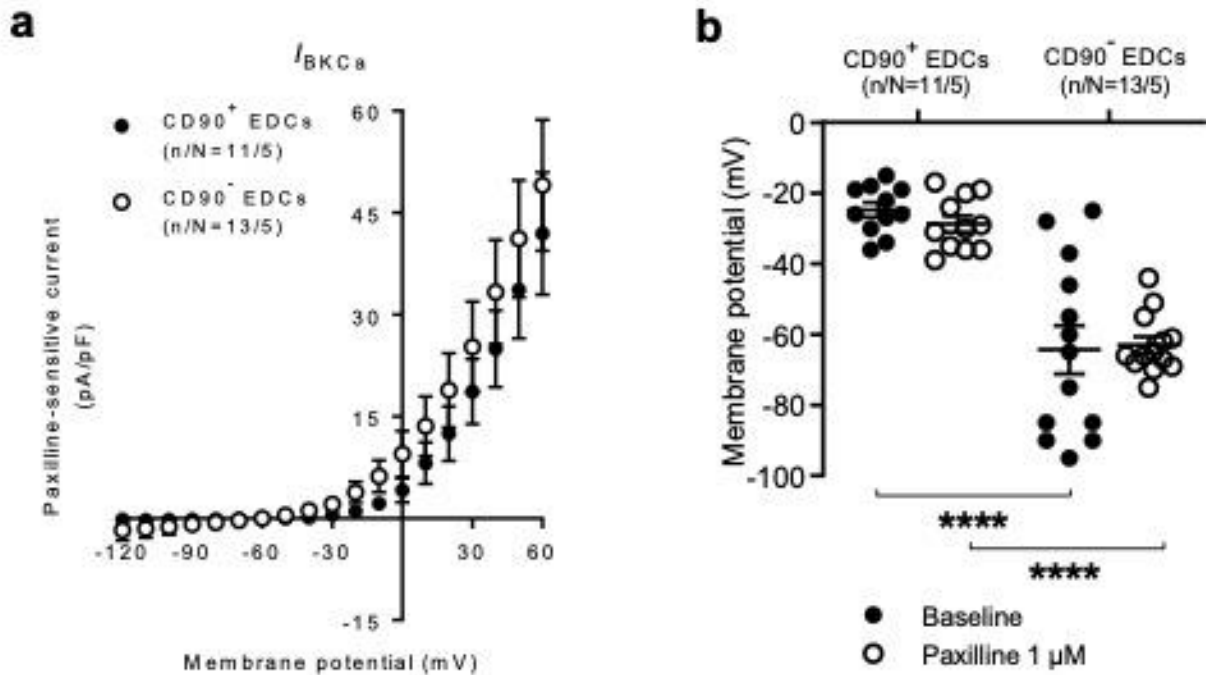 a
I BKCa
CD90+ EDCs
(n/N=11/5)
CD90- EDCs
(n/N=13/5)
Paxilline-sensitive current
(pA/pF)
60
45
30
15
-15
-120 -90 -60 -30 30 60
Membrane potential (mV)
b
CD90+ EDCs
(n/N=11/5)
CD90- EDCs
(n/N=13/5)
Membrane potential (mV)
0
-20
-40
-60
-80
-100
****
****
Baseline
Paxilline 1 µM